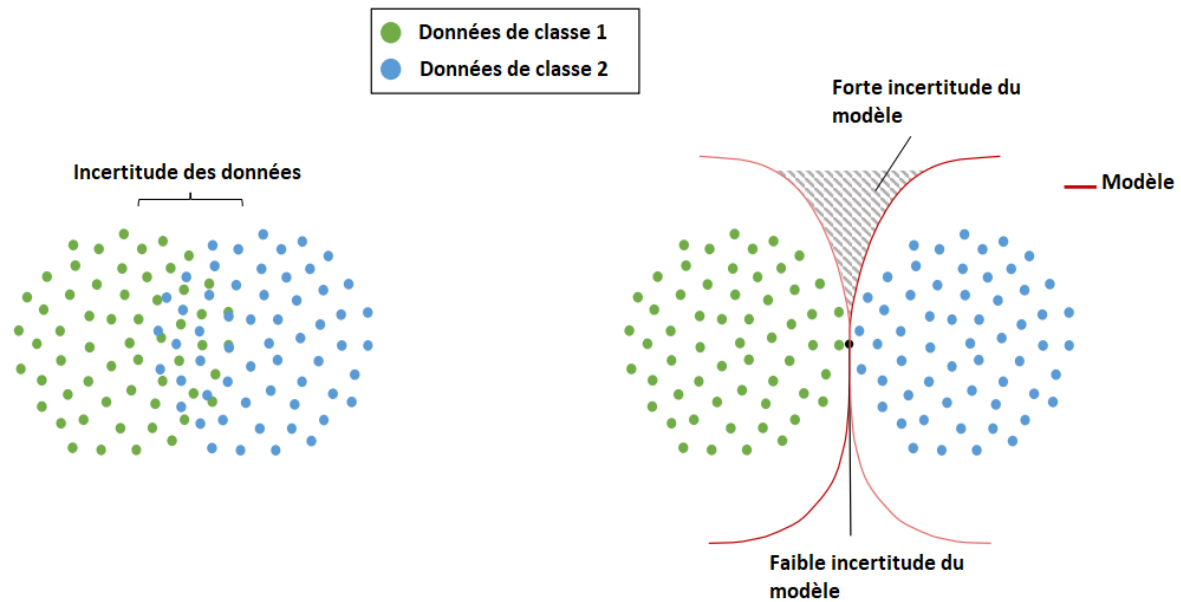 Données de classe 1
Données de classe 2
Forte incertitude du
modèle
Incertitude des données
Modèle
Faible incertitude du
modèle